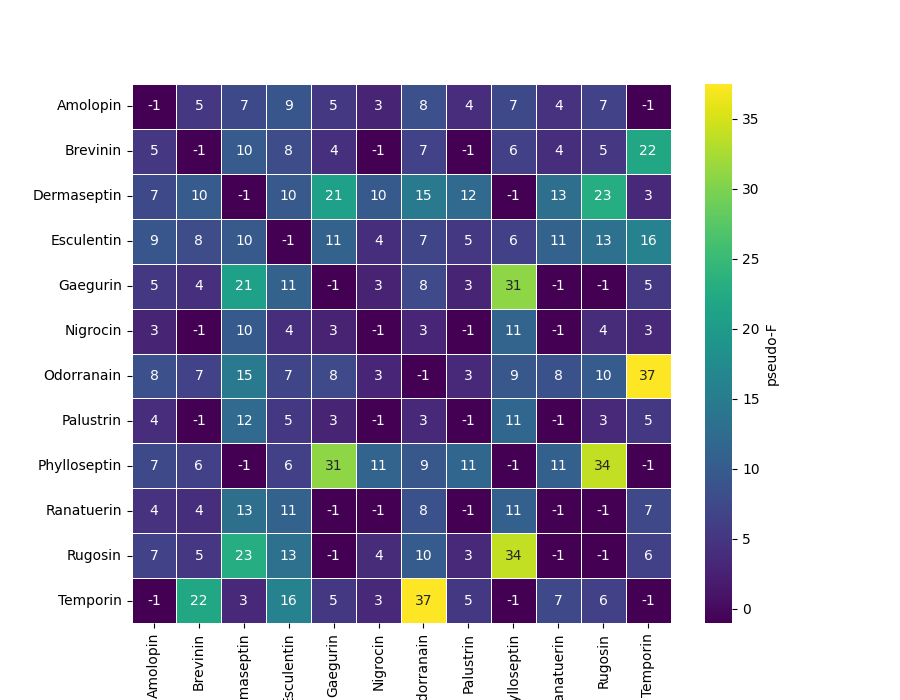 Amolopin -1 5 7 9 5 3 8 4 7 4 7 -1
Brevinin 5 -1 10 8 4 -1 7 -1 6 4 5 22
Dermaseptin 7 10 -1 10 21 10 15 12 -1 13 23 3
Esculentin 9 8 10 -1 11 4 7 5 6 11 13 16
Gaegurin 5 4 21 11 -1 3 8 3 31 -1 -1 5
Nigrocin 3 -1 10 4 3 -1 3 -1 11 -1 4 3
Odorranain 8 7 15 7 8 3 -1 3 9 8 10 37
Palustrin 4 -1 12 5 3 -1 3 -1 11 -1 3 5
Phylloseptin 7 6 -1 6 31 11 9 11 -1 11 34 -1
Ranatuerin 4 4 13 11 -1 -1 8 -1 11 -1 -1 7
Rugosin 7 5 23 13 -1 4 10 3 34 -1 -1 6
Temporin -1 22 3 16 5 3 37 5 -1 7 6 -1
Amolopin
Brevinin
maseptin
sculentin
Gaegurin
Nigrocin
dorranain
Palustrin
ylloseptin
anatuerin
Rugosin
Temporin
35
30
25
20
15
10
5
0
pseudo-F